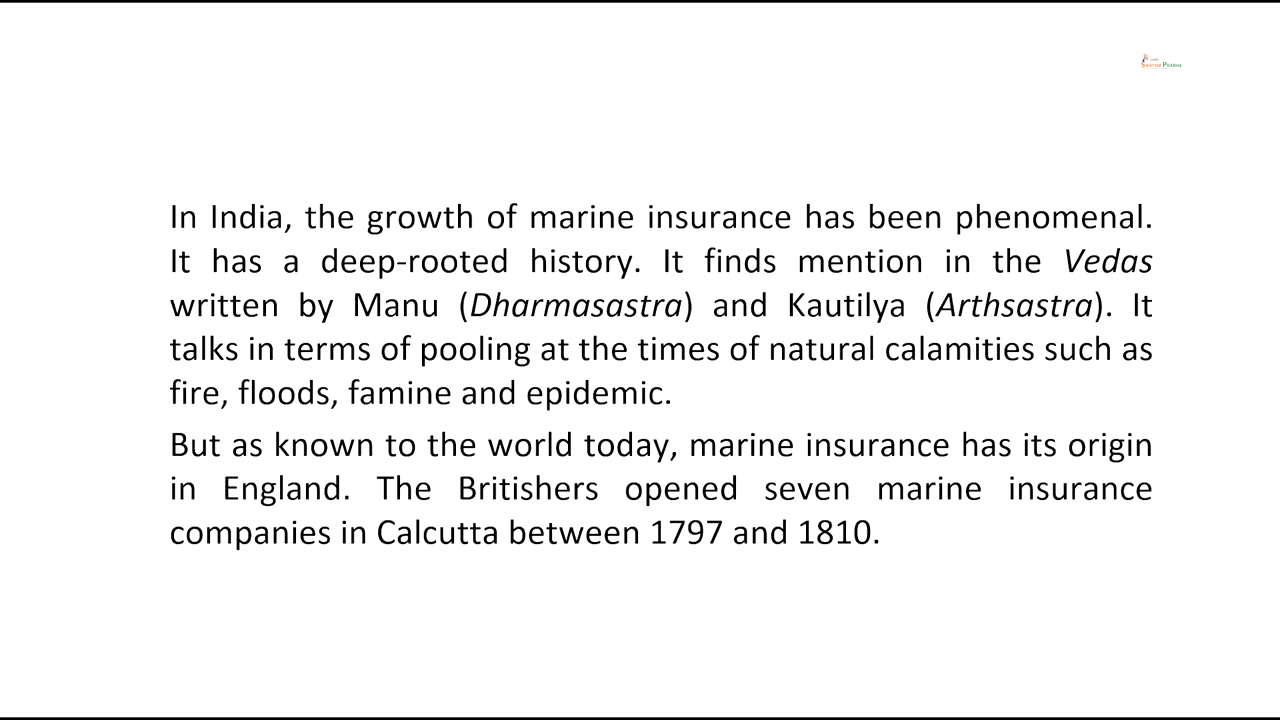 SWAYAM PRABHA
In India, the growth of marine insurance has been phenomenal.
It has a deep-rooted history. It finds mention in the Vedas
written by Manu (Dharmasastra) and Kautilya (Arthsastra). It
talks in terms of pooling at the times of natural calamities such as
fire, floods, famine and epidemic.
But as known to the world today, marine insurance has its origin
in England. The Britishers opened seven marine insurance
companies in Calcutta between 1797 and 1810.